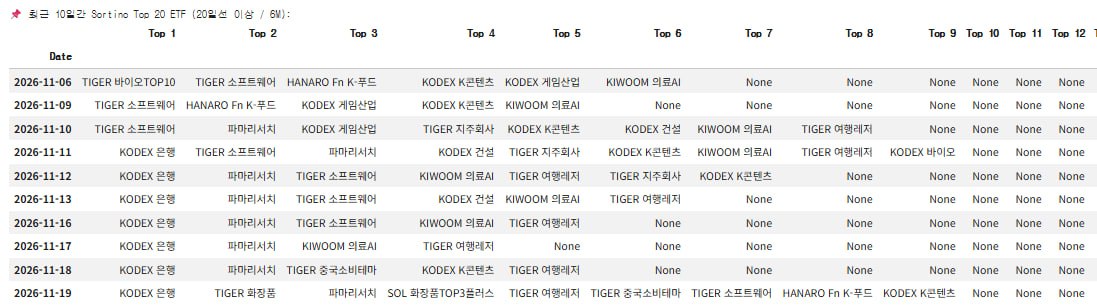 📌 최근 10일간 Sortino Top 20 ETF (20일선 이상 / 6M):
Top 1 Top 2 Top 3 Top 4 Top 5 Top 6 Top 7 Top 8 Top 9 Top 10 Top 11 Top 12
Date
2026-11-06 TIGER 바이오TOP10 TIGER 소프트웨어 HANARO Fn K-푸드 KODEX K콘텐츠 KODEX 게임산업 KIWOOM 의료AI None None None None None None
2026-11-09 TIGER 소프트웨어 HANARO Fn K-푸드 KODEX 게임산업 KODEX K콘텐츠 KIWOOM 의료AI None None None None None None None
2026-11-10 TIGER 소프트웨어 파마리서치 KODEX 게임산업 TIGER 지주회사 KODEX K콘텐츠 KODEX 건설 KIWOOM 의료AI TIGER 여행레저 None None None None
2026-11-11 KODEX 은행 TIGER 소프트웨어 파마리서치 KODEX 건설 TIGER 지주회사 KODEX K콘텐츠 KIWOOM 의료AI TIGER 여행레저 KODEX 바이오 None None None
2026-11-12 KODEX 은행 파마리서치 TIGER 소프트웨어 KIWOOM 의료AI TIGER 여행레저 TIGER 지주회사 KODEX K콘텐츠 None None None None None
2026-11-13 KODEX 은행 파마리서치 TIGER 소프트웨어 KODEX 건설 KIWOOM 의료AI TIGER 여행레저 None None None None None None
2026-11-16 KODEX 은행 파마리서치 TIGER 소프트웨어 KIWOOM 의료AI TIGER 여행레저 None None None None None None None
2026-11-17 KODEX 은행 파마리서치 KIWOOM 의료AI TIGER 여행레저 None None None None None None None None
2026-11-18 KODEX 은행 파마리서치 TIGER 중국소비테마 KODEX K콘텐츠 TIGER 여행레저 None None None None None None None
2026-11-19 KODEX 은행 TIGER 화장품 파마리서치 SOL 화장품TOP3플러스 TIGER 여행레저 TIGER 중국소비테마 TIGER 소프트웨어 HANARO Fn K-푸드 KODEX K콘텐츠 None None None